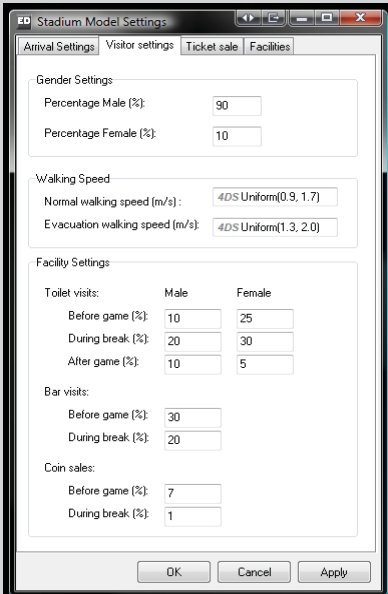 ED Stadium Model Settings
Arrival Settings Visitor settings Ticket sale Facilities
Gender Settings
Percentage Male (%): 90
Percentage Female (%): 10
Walking Speed
Normal walking speed (m/s) : 4DS Uniform(0.9, 1.7)
Evacuation walking speed (m/s): 4DS Uniform(1.3, 2.0)
Facility Settings
Toilet visits: Male Female
Before game (%): 10 25
During break (%): 20 30
After game (%): 10 5
Bar visits:
Before game (%): 30
During break (%): 20
Coin sales:
Before game (%): 7
During break (%): 1
OK Cancel Apply